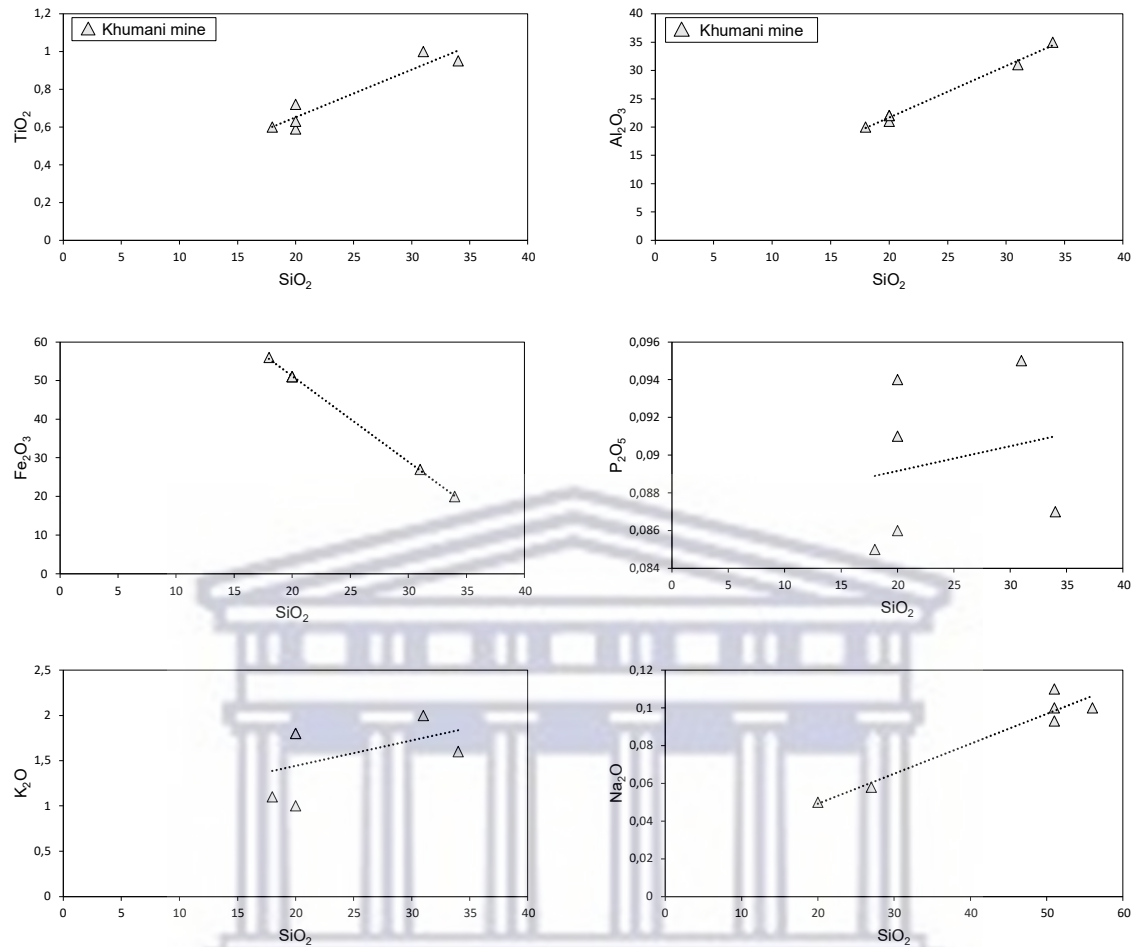 1,2
1
0,8
0,6
0,4
0,2
0
TiO₂
Khumani mine
0 5 10 15 20 25 30 35 40
SiO₂
40
35
30
25
20
15
10
5
0
Al₂O₃
Khumani mine
0 5 10 15 20 25 30 35 40
SiO₂
60
50
40
30
20
10
0
Fe₂O₃
0 5 10 15 20 25 30 35 40
SiO₂
0,096
0,094
0,092
0,09
0,088
0,086
0,084
P₂O₅
0 5 10 15 20 25 30 35 40
SiO₂
2,5
2
1,5
1
0,5
0
K₂O
0 5 10 15 20 25 30 35 40
SiO₂
0,12
0,1
0,08
0,06
0,04
0,02
0
Na₂O
0 10 20 30 40 50 60
SiO₂